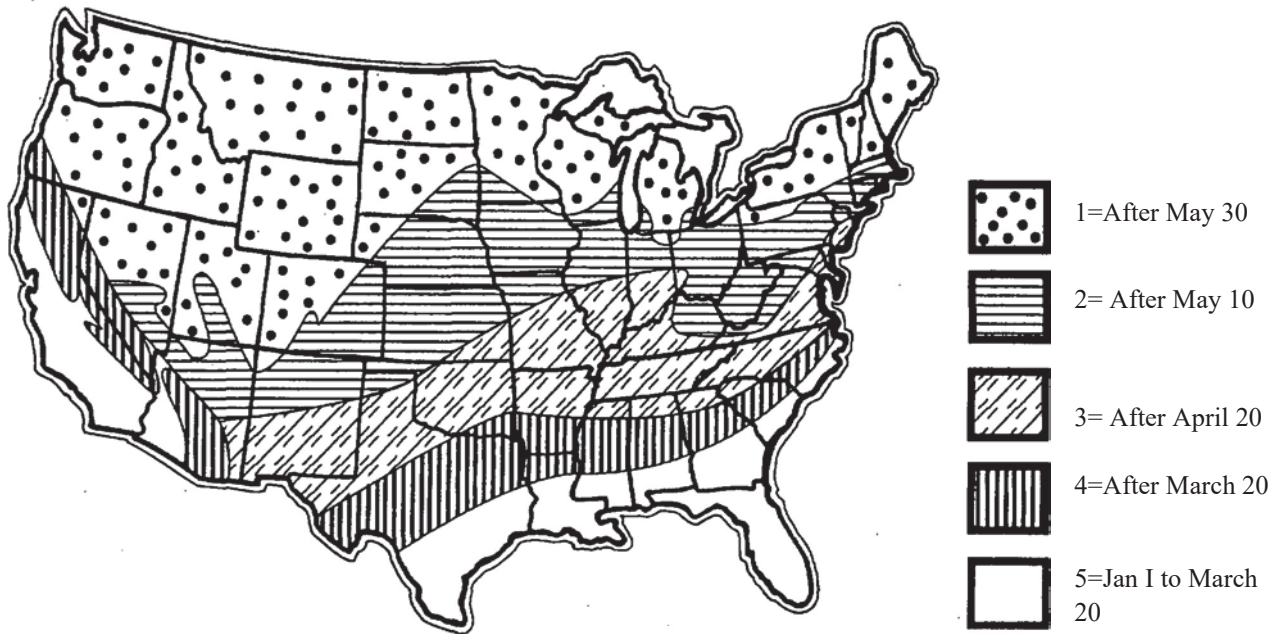 1=After May 30
2= After May 10
3= After April 20
4=After March 20
5=Jan I to March
20